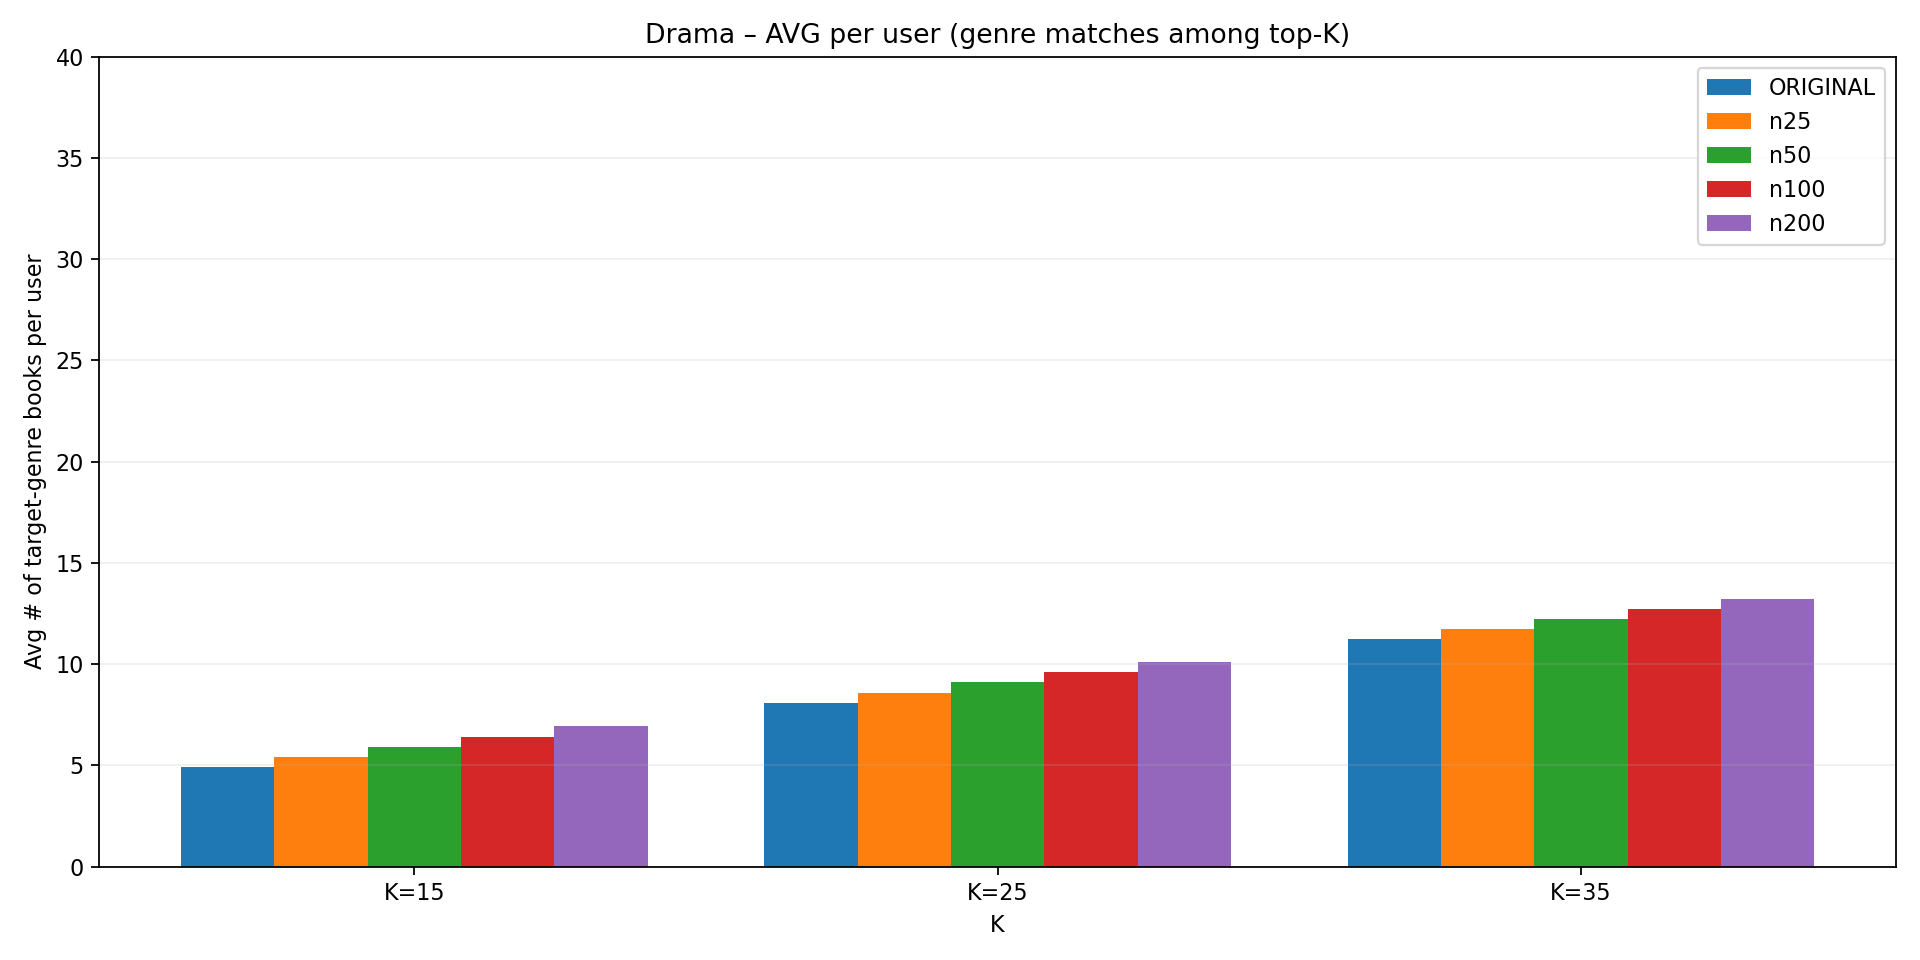 Drama – AVG per user (genre matches among top-K)
Avg # of target-genre books per user
40
35
30
25
20
15
10
5
0
ORIGINAL
n25
n50
n100
n200
K=15
K=25
K=35
K